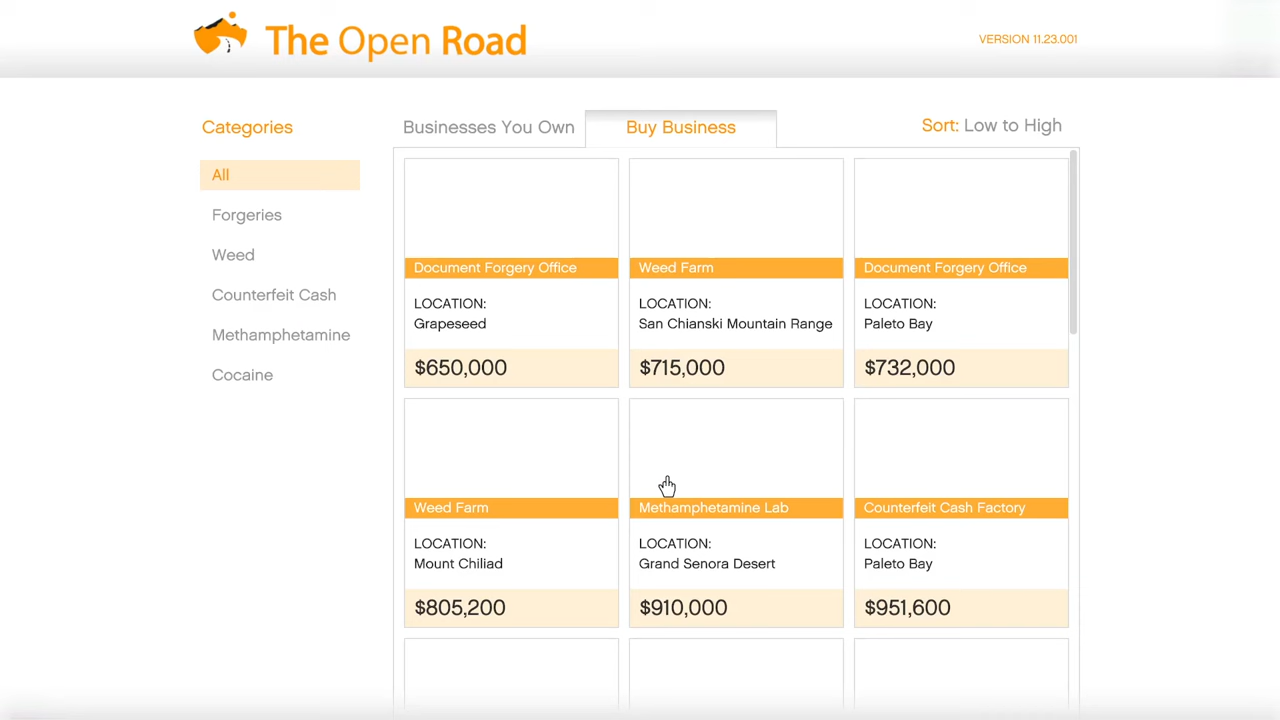 The Open Road
VERSION 11.23.001
Categories
Businesses You Own
Buy Business
Sort: Low to High
All
Forgeries
Weed
Counterfeit Cash
Methamphetamine
Cocaine
Document Forgery Office
LOCATION:
Grapeseed
$650,000
Weed Farm
LOCATION:
San Chianski Mountain Range
$715,000
Document Forgery Office
LOCATION:
Paleto Bay
$732,000
Weed Farm
LOCATION:
Mount Chiliad
$805,200
Methamphetamine Lab
LOCATION:
Grand Senora Desert
$910,000
Counterfeit Cash Factory
LOCATION:
Paleto Bay
$951,600